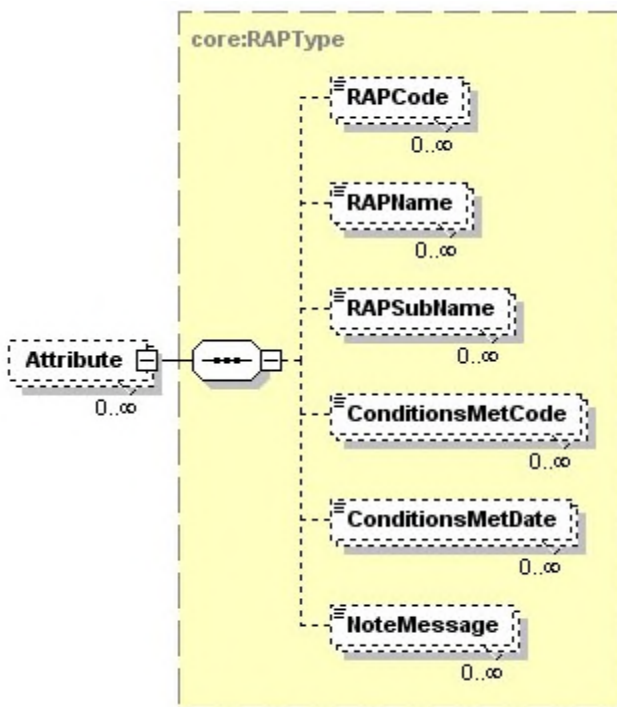 core:RAPType
RAPCode
0..∞
RAPName
0..∞
RAPSubName
0..∞
Attribute
0..∞
ConditionsMetCode
0..∞
ConditionsMetDate
0..∞
NoteMessage
0..∞